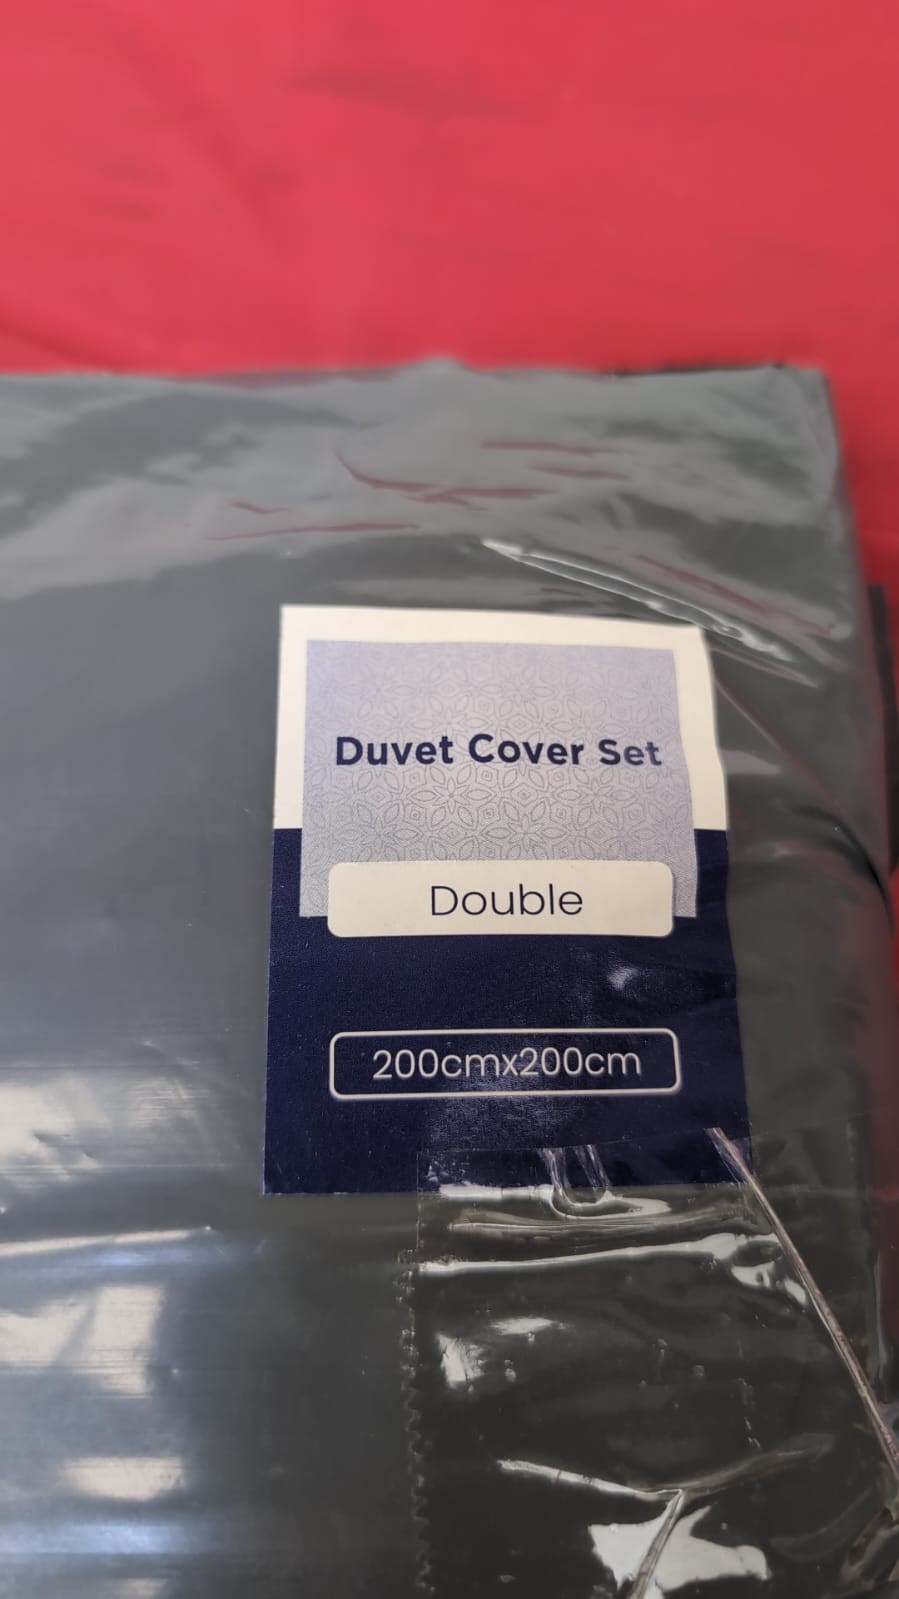 Duvet Cover Set
Double
200cmx200cm